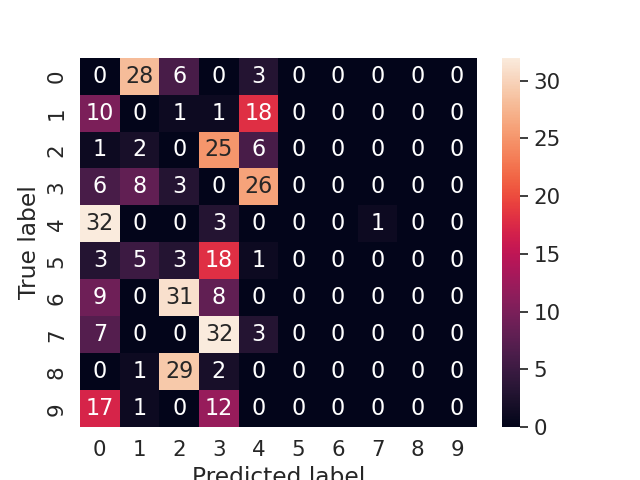 0 0 28 6 0 3 0 0 0 0 0
1 10 0 1 1 18 0 0 0 0 0
2 1 2 0 25 6 0 0 0 0 0
3 6 8 3 0 26 0 0 0 0 0
4 32 0 0 3 0 0 0 1 0 0
5 3 5 3 18 1 0 0 0 0 0
6 9 0 31 8 0 0 0 0 0 0
7 7 0 0 32 3 0 0 0 0 0
8 0 1 29 2 0 0 0 0 0 0
9 17 1 0 12 0 0 0 0 0 0
0 1 2 3 4 5 6 7 8 9
Predicted label
True label
30
25
20
15
10
5
0